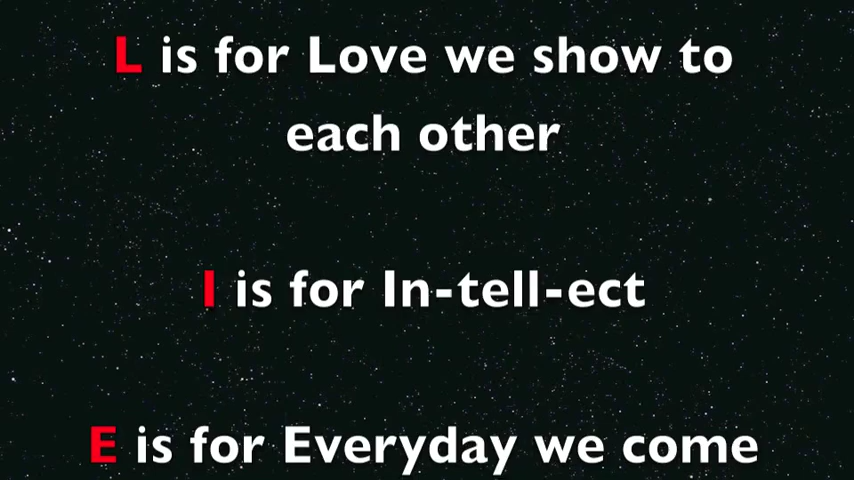 L is for Love we show to
each other
I is for In-tell-ect
E is for Everyday we come